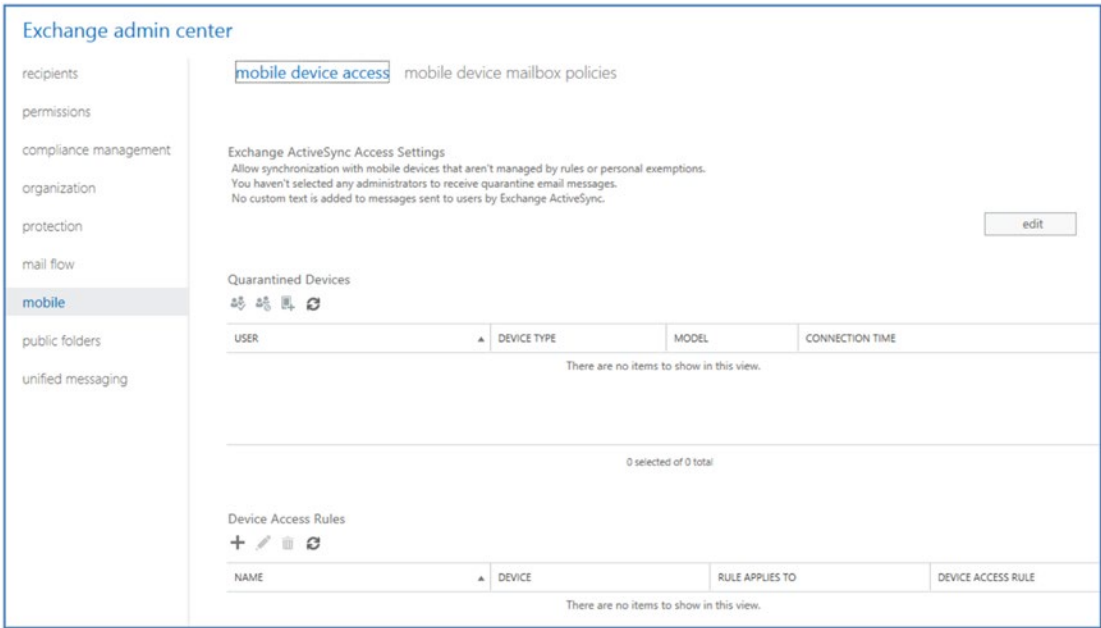 Exchange admin center
recipients
permissions
compliance management
organization
protection
mail flow
mobile
public folders
unified messaging
mobile device access mobile device mailbox policies
Exchange ActiveSync Access Settings
Allow synchronization with mobile devices that aren't managed by rules or personal exemptions.
You haven't selected any administrators to receive quarantine email messages.
No custom text is added to messages sent to users by Exchange ActiveSync.
edit
Quarantined Devices
USER DEVICE TYPE MODEL CONNECTION TIME
There are no items to show in this view.
0 selected of 0 total
Device Access Rules
NAME DEVICE RULE APPLIES TO DEVICE ACCESS RULE
There are no items to show in this view.